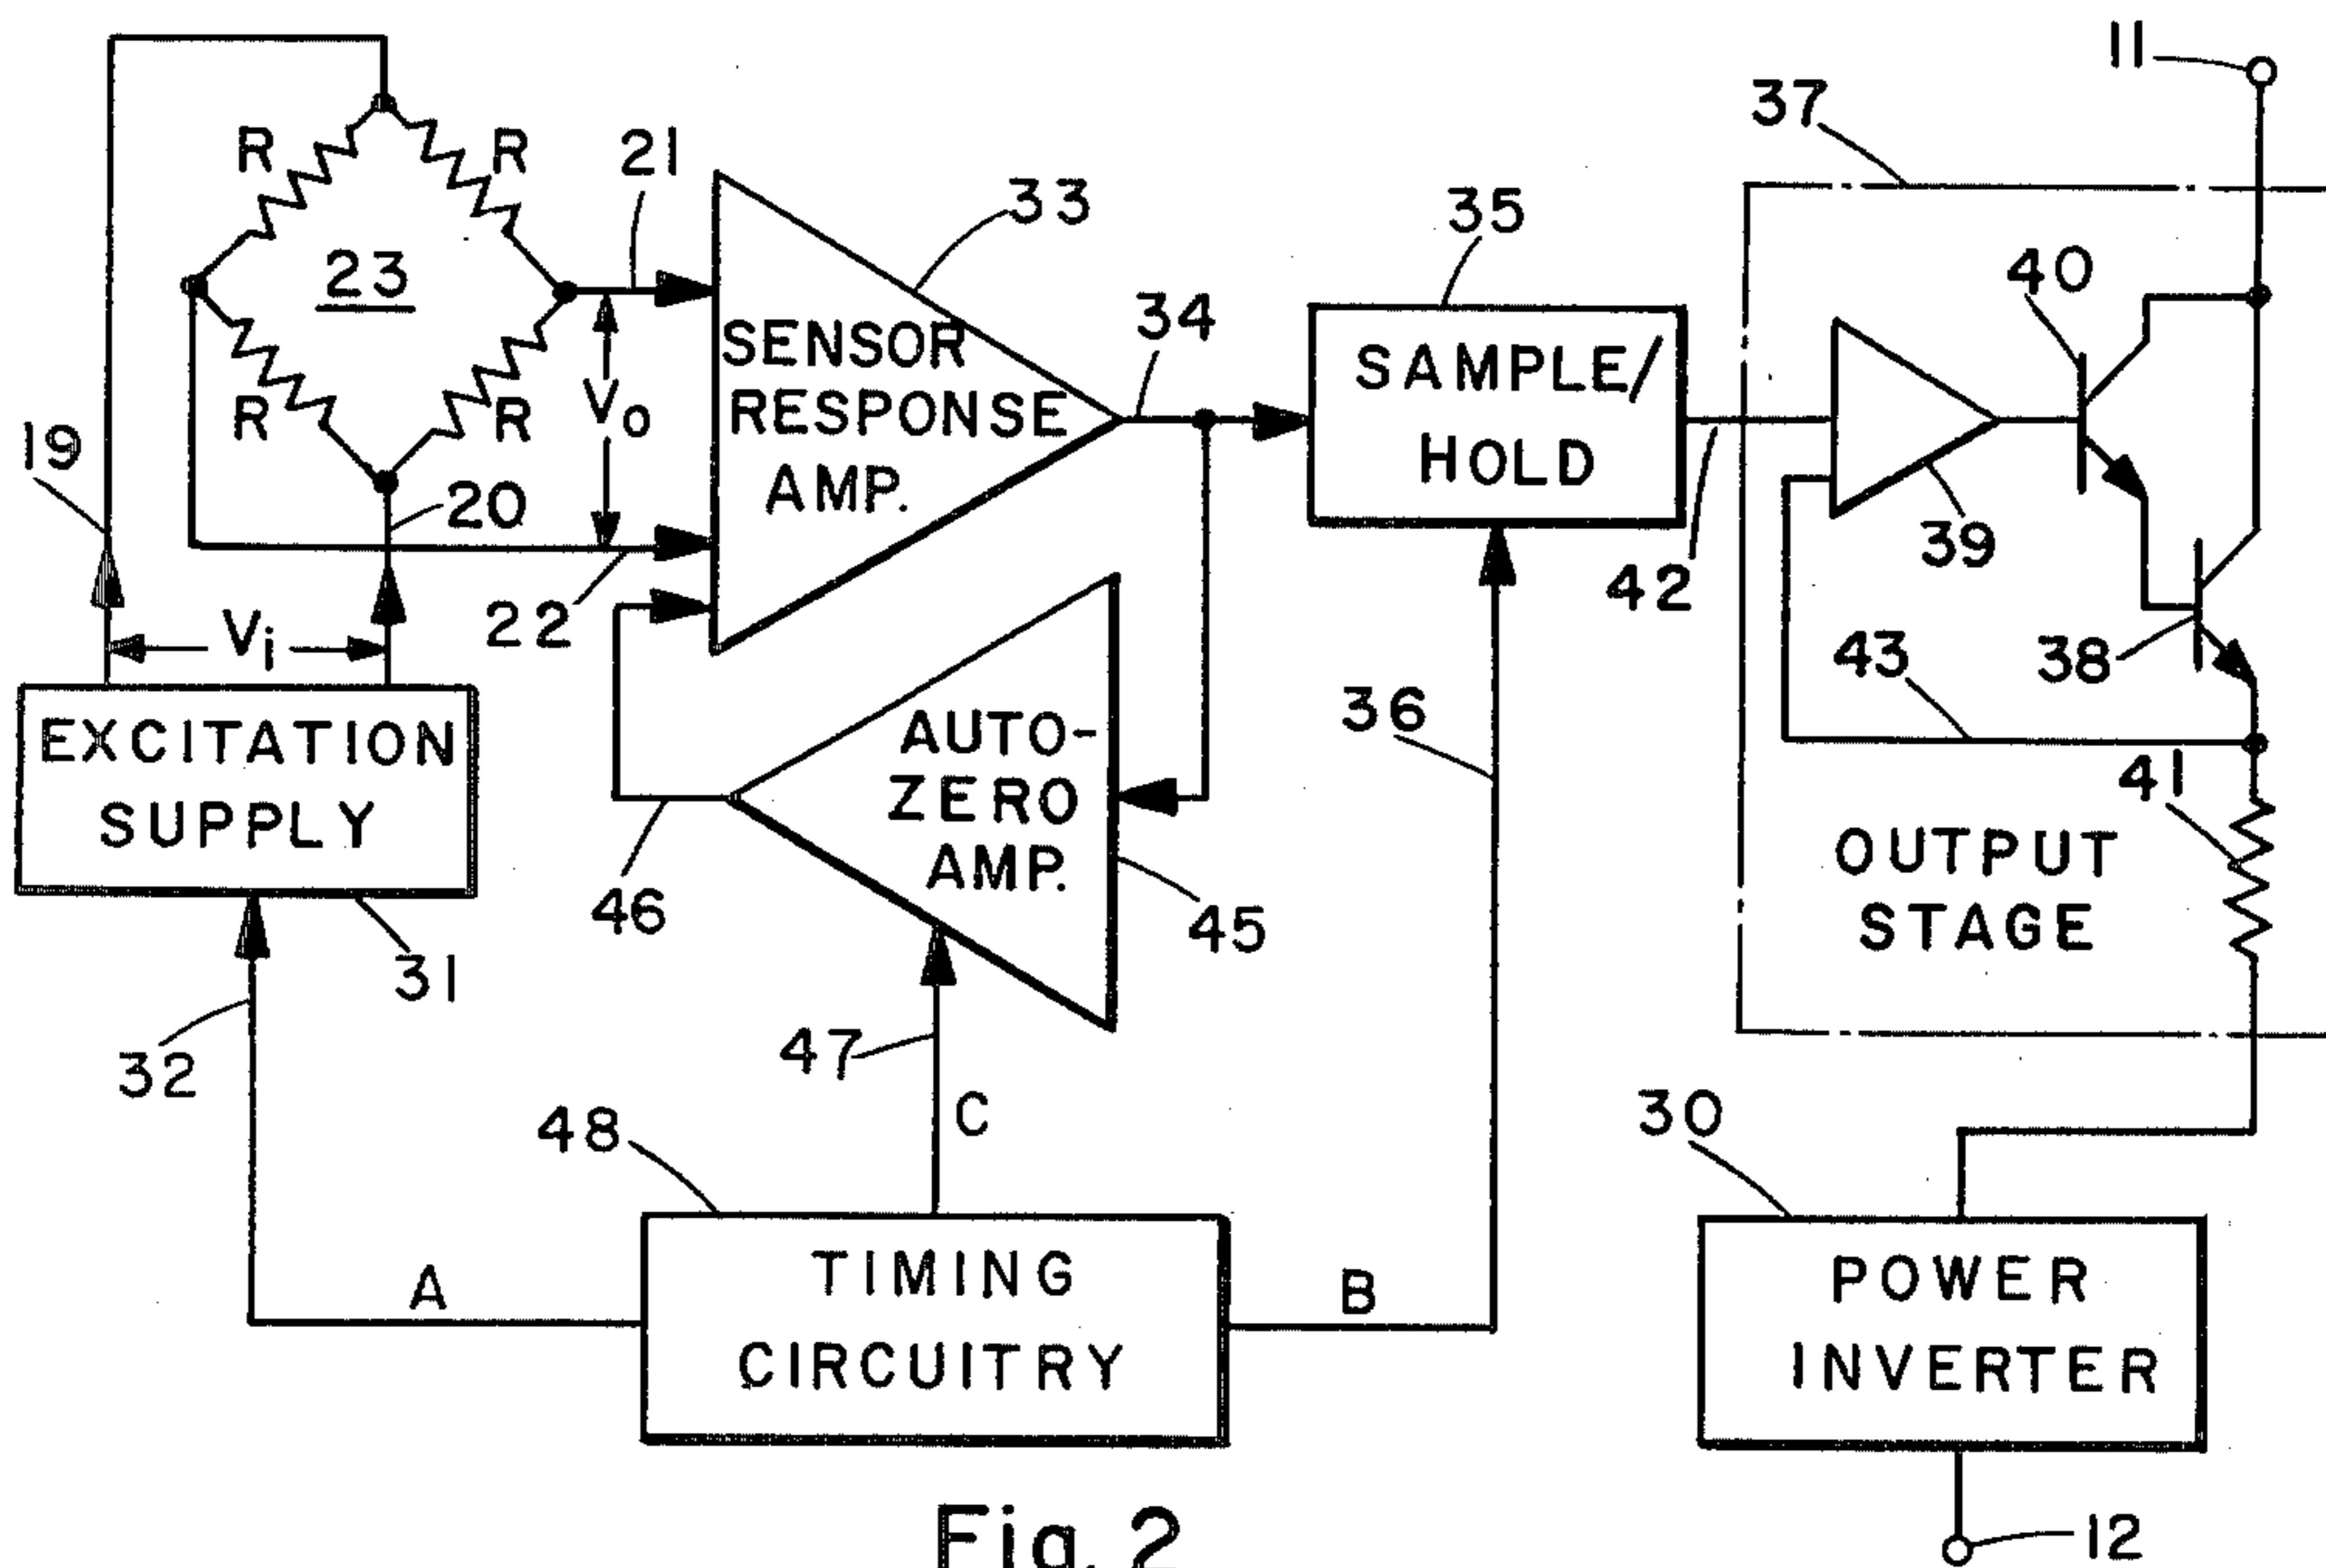 11
37
R
R
21
33
35
40
23
34
SENSOR
RESPONSE
AMP.
SAMPLE/
HOLD
Vo
R
R
19
20
42
39
22
Vi
43
38
36
EXCITATION
SUPPLY
AUTO-
ZERO
AMP.
41
OUTPUT
STAGE
46
45
31
32
47
C
48
30
A
TIMING
CIRCUITRY
B
POWER
INVERTER
Fig. 2
12